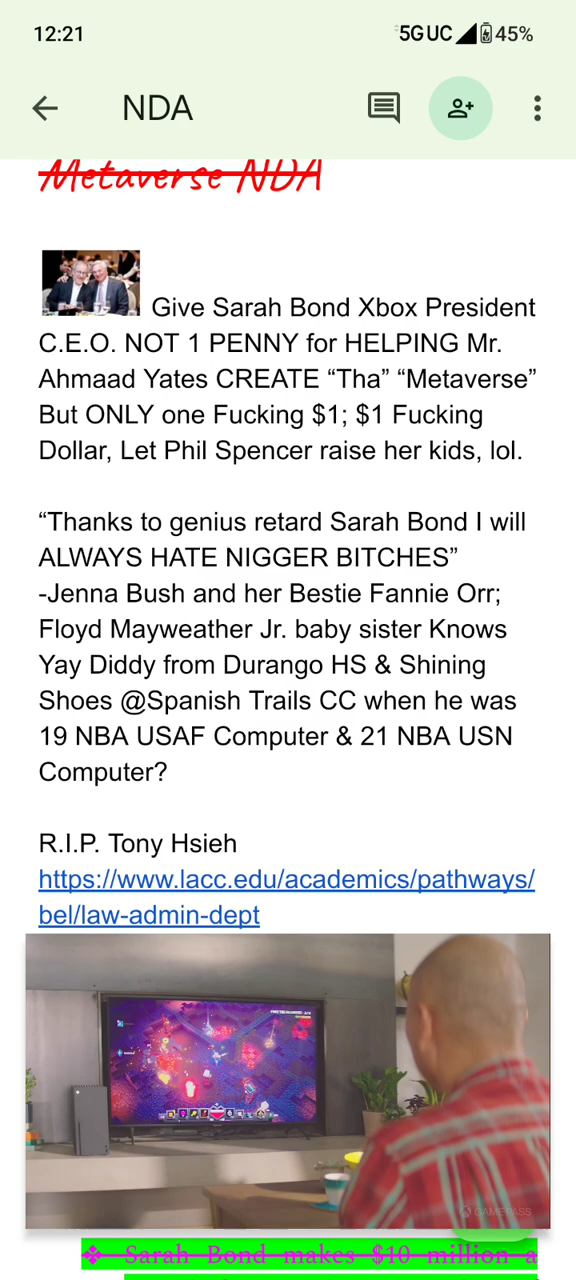 12:21
5G UC 45%
NDA
Metaverse NDA
Give Sarah Bond Xbox President
C.E.O. NOT 1 PENNY for HELPING Mr.
Ahmaad Yates CREATE “Tha” “Metaverse”
But ONLY one Fucking $1; $1 Fucking
Dollar, Let Phil Spencer raise her kids, lol.
“Thanks to genius retard Sarah Bond I will
ALWAYS HATE NIGGER BITCHES”
-Jenna Bush and her Bestie Fannie Orr;
Floyd Mayweather Jr. baby sister Knows
Yay Diddy from Durango HS & Shining
Shoes @Spanish Trails CC when he was
19 NBA USAF Computer & 21 NBA USN
Computer?
R.I.P. Tony Hsieh
https://www.lacc.edu/academics/pathways/
bel/law-admin-dept
GAMEPASS
❖ Sarah Bond makes $10 million a